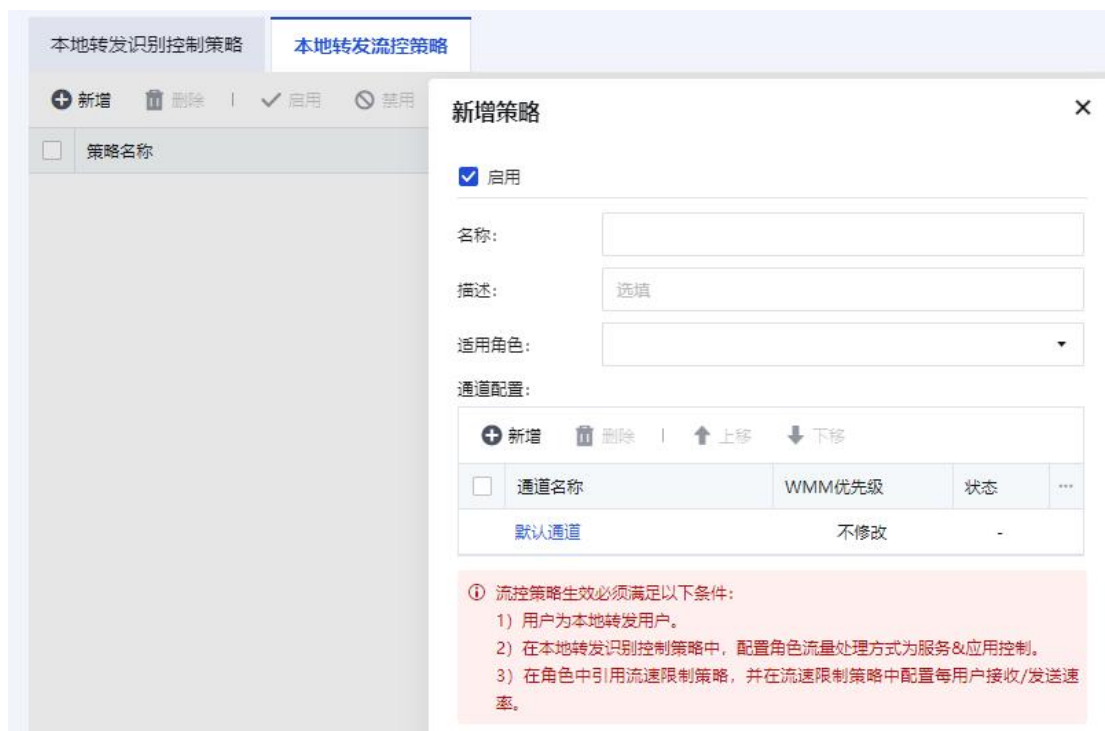 本地转发识别控制策略
本地转发流控策略
新增 删除 启用 禁用
策略名称
新增策略
启用
名称:
描述: 选填
适用角色:
通道配置:
新增 删除 上移 下移
通道名称 WMM优先级 状态 ...
默认通道 不修改 -
流控策略生效必须满足以下条件:
1) 用户为本地转发用户。
2) 在本地转发识别控制策略中, 配置角色流量处理方式为服务&应用控制。
3) 在角色中引用流速限制策略, 并在流速限制策略中配置每用户接收/发送速
率。